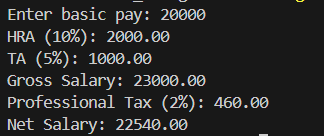 Enter basic pay: 20000
HRA (10%): 2000.00
TA (5%): 1000.00
Gross Salary: 23000.00
Professional Tax (2%): 460.00
Net Salary: 22540.00